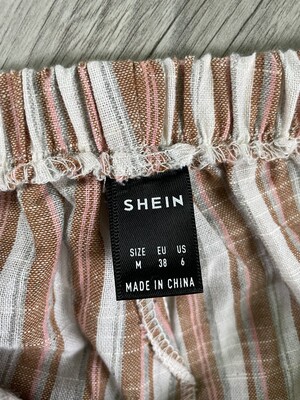 SHEIN
SIZE EU US
M 38 6
MADE IN CHINA